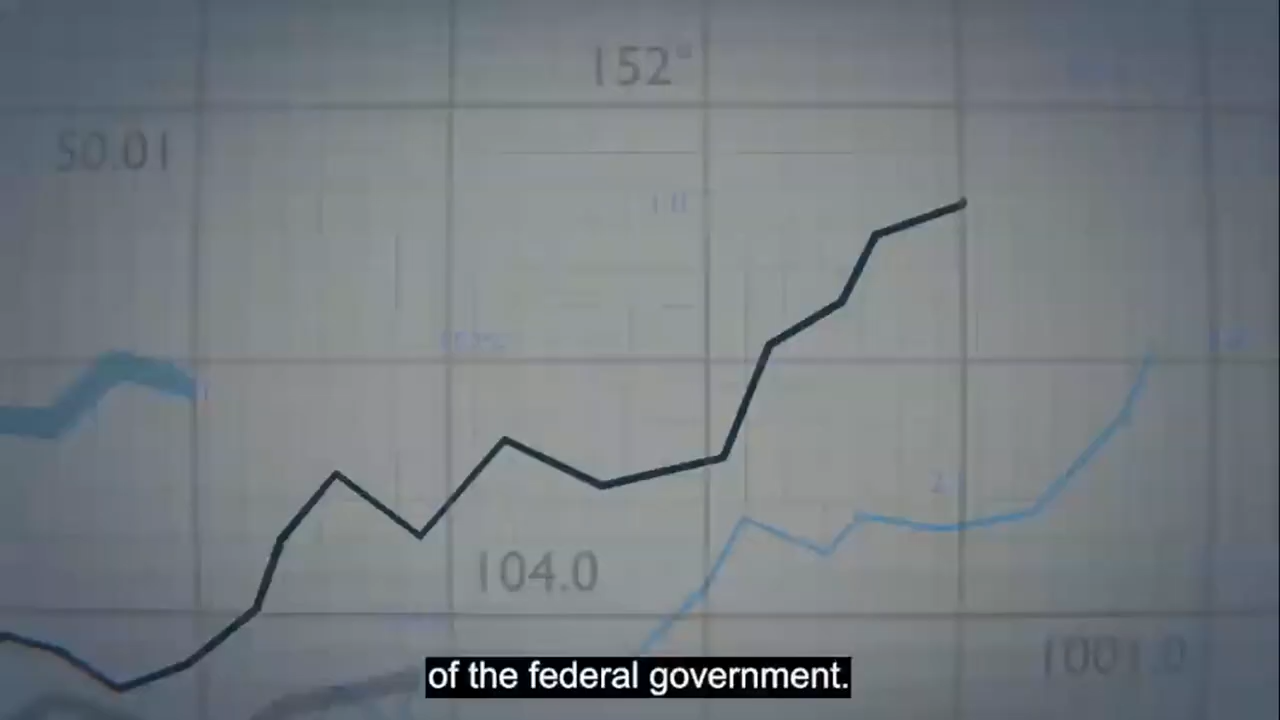 152°
50.01
104.0
1001.0
of the federal government.